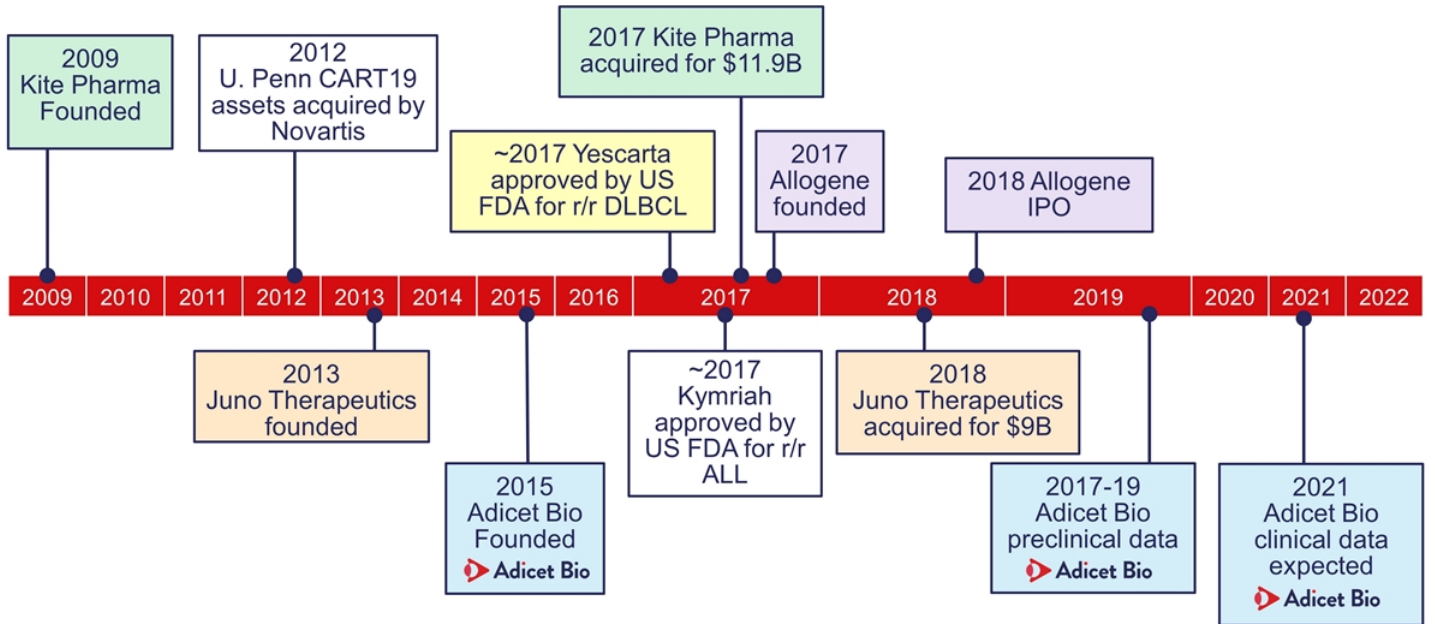 2009
Kite Pharma
Founded
2012
U. Penn CART19
assets acquired by
Novartis
2017 Kite Pharma
acquired for $11.9B
~2017 Yescarta
approved by US
FDA for r/r DLBCL
2017
Allogene
founded
2018 Allogene
IPO
2009 2010 2011 2012 2013 2014 2015 2016 2017 2018 2019 2020 2021 2022
2013
Juno Therapeutics
founded
2015
Adicet Bio
Founded
Adicet Bio
~2017
Kymriah
approved by
US FDA for r/r
ALL
2018
Juno Therapeutics
acquired for $9B
2017-19
Adicet Bio
preclinical data
Adicet Bio
2021
Adicet Bio
clinical data
expected
Adicet Bio